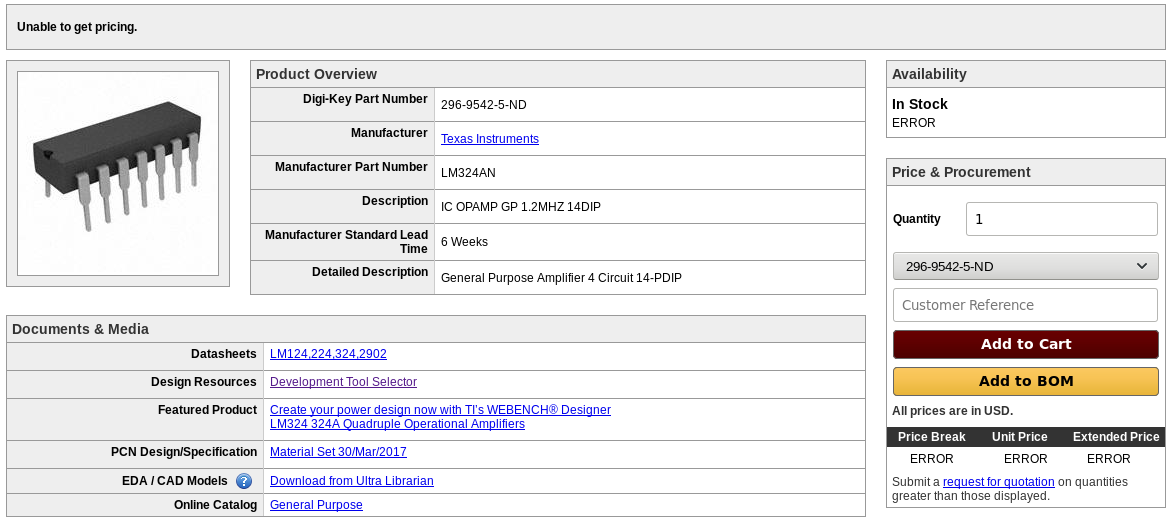 Unable to get pricing.
Product Overview
Digi-Key Part Number 296-9542-5-ND
Manufacturer Texas Instruments
Manufacturer Part Number LM324AN
Description IC OPAMP GP 1.2MHZ 14DIP
Manufacturer Standard Lead
Time 6 Weeks
Detailed Description General Purpose Amplifier 4 Circuit 14-PDIP
Documents & Media
Datasheets LM124,224,324,2902
Design Resources Development Tool Selector
Featured Product Create your power design now with TI's WEBENCH® Designer
LM324 324A Quadruple Operational Amplifiers
PCN Design/Specification Material Set 30/Mar/2017
EDA / CAD Models ? Download from Ultra Librarian
Online Catalog General Purpose
Availability
In Stock
ERROR
Price & Procurement
Quantity 1
296-9542-5-ND
Customer Reference
Add to Cart
Add to BOM
All prices are in USD.
Price Break Unit Price Extended Price
ERROR ERROR ERROR
Submit a request for quotation on quantities
greater than those displayed.